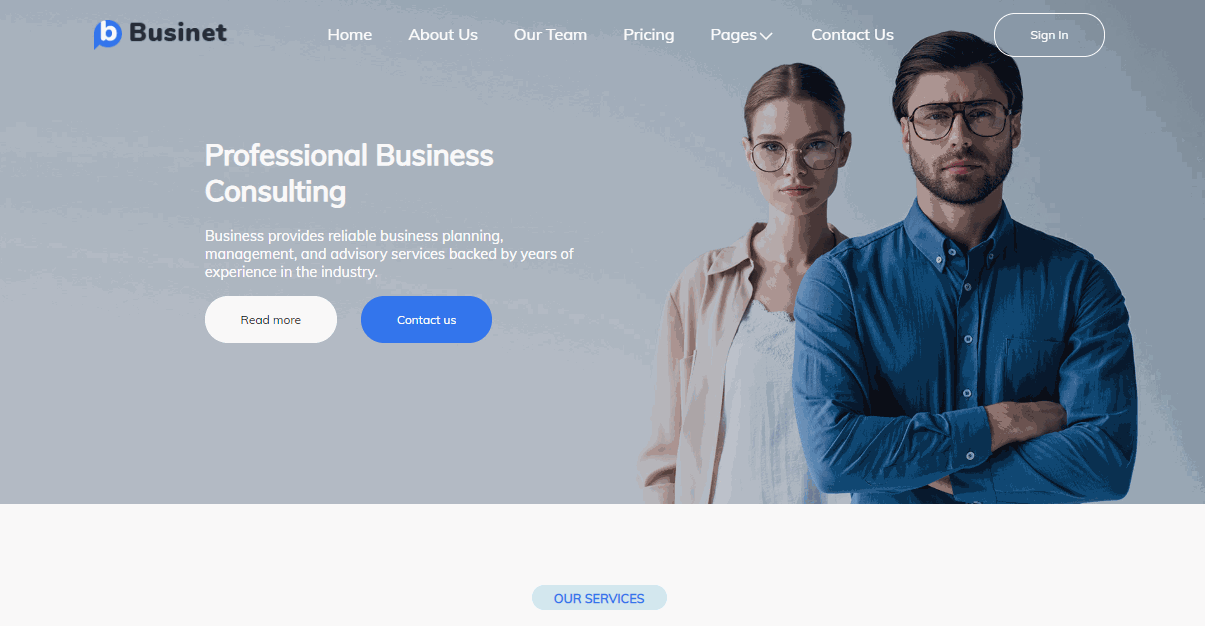 Businet
Home About Us Our Team Pricing Pages Contact Us Sign In
Professional Business
Consulting
Business provides reliable business planning,
management, and advisory services backed by years of
experience in the industry.
Read more Contact us
OUR SERVICES